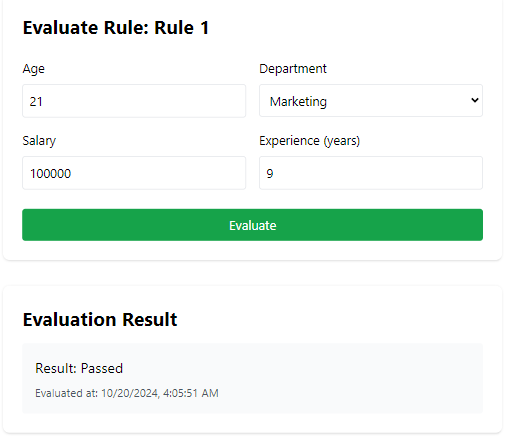 Evaluate Rule: Rule 1
Age Department
21 Marketing
Salary Experience (years)
100000 9
Evaluate
Evaluation Result
Result: Passed
Evaluated at: 10/20/2024, 4:05:51 AM